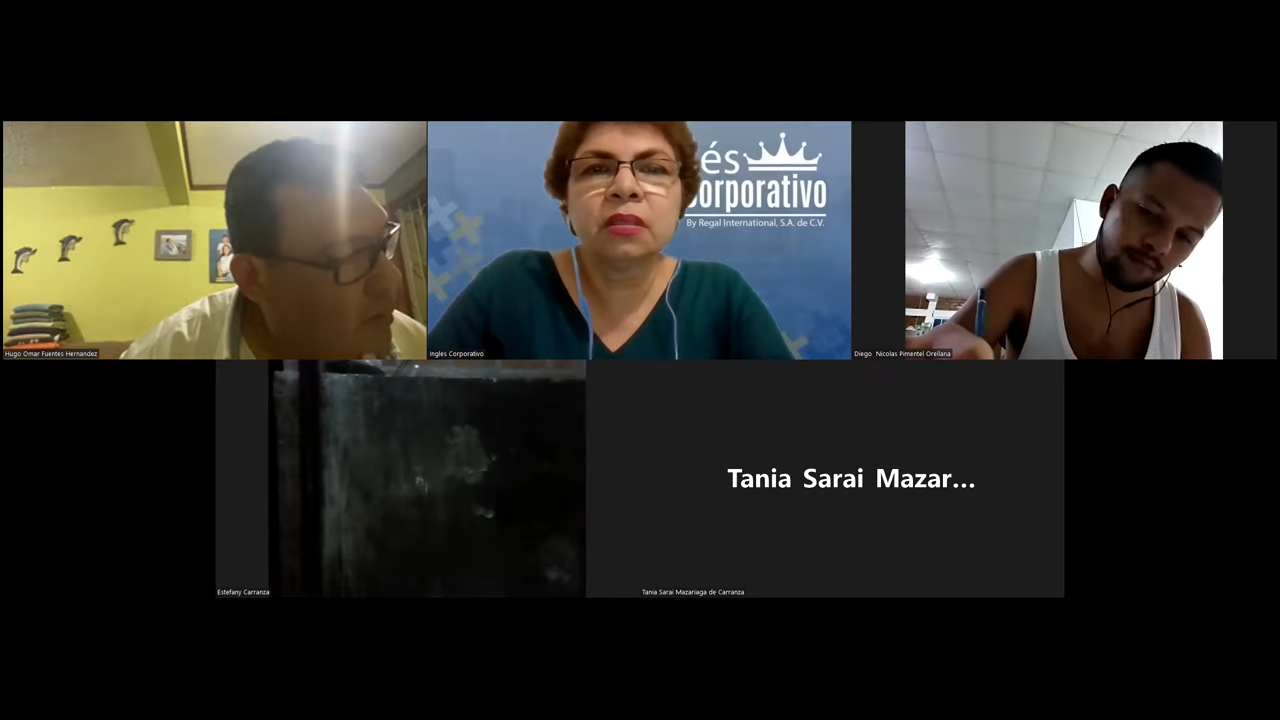 és
corporativo
By Regal International, S.A. de C.V.
Hugo Omar Fuentes Hernandez
Ingles Corporativo
Diego Nicolas Pimentel Orellana
Tania Sarai Mazar...
Estefany Carranza
Tania Sarai Mazariaga de Carranza